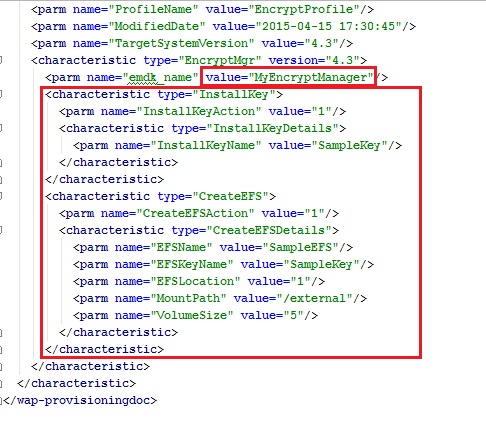 <parm name="ProfileName" value="EncryptProfile"/>
<parm name="ModifiedDate" value="2015-04-15 17:30:45"/>
<parm name="TargetSystemVersion" value="4.3"/>
<characteristic type="EncryptMgr" version="4.3">
<parm name="emdk_name" value="MyEncryptManager"/>
<characteristic type="InstallKey">
<parm name="InstallKeyAction" value="1"/>
<characteristic type="InstallKeyDetails">
<parm name="InstallKeyName" value="SampleKey"/>
</characteristic>
</characteristic>
<characteristic type="CreateEFS">
<parm name="CreateEFSAction" value="1"/>
<characteristic type="CreateEFSDetails">
<parm name="EFSName" value="SampleEFS"/>
<parm name="EFSKeyName" value="SampleKey"/>
<parm name="EFSLocation" value="1"/>
<parm name="MountPath" value="/external"/>
<parm name="VolumeSize" value="5"/>
</characteristic>
</characteristic>
</characteristic>
</characteristic>
</wap-provisioningdoc>